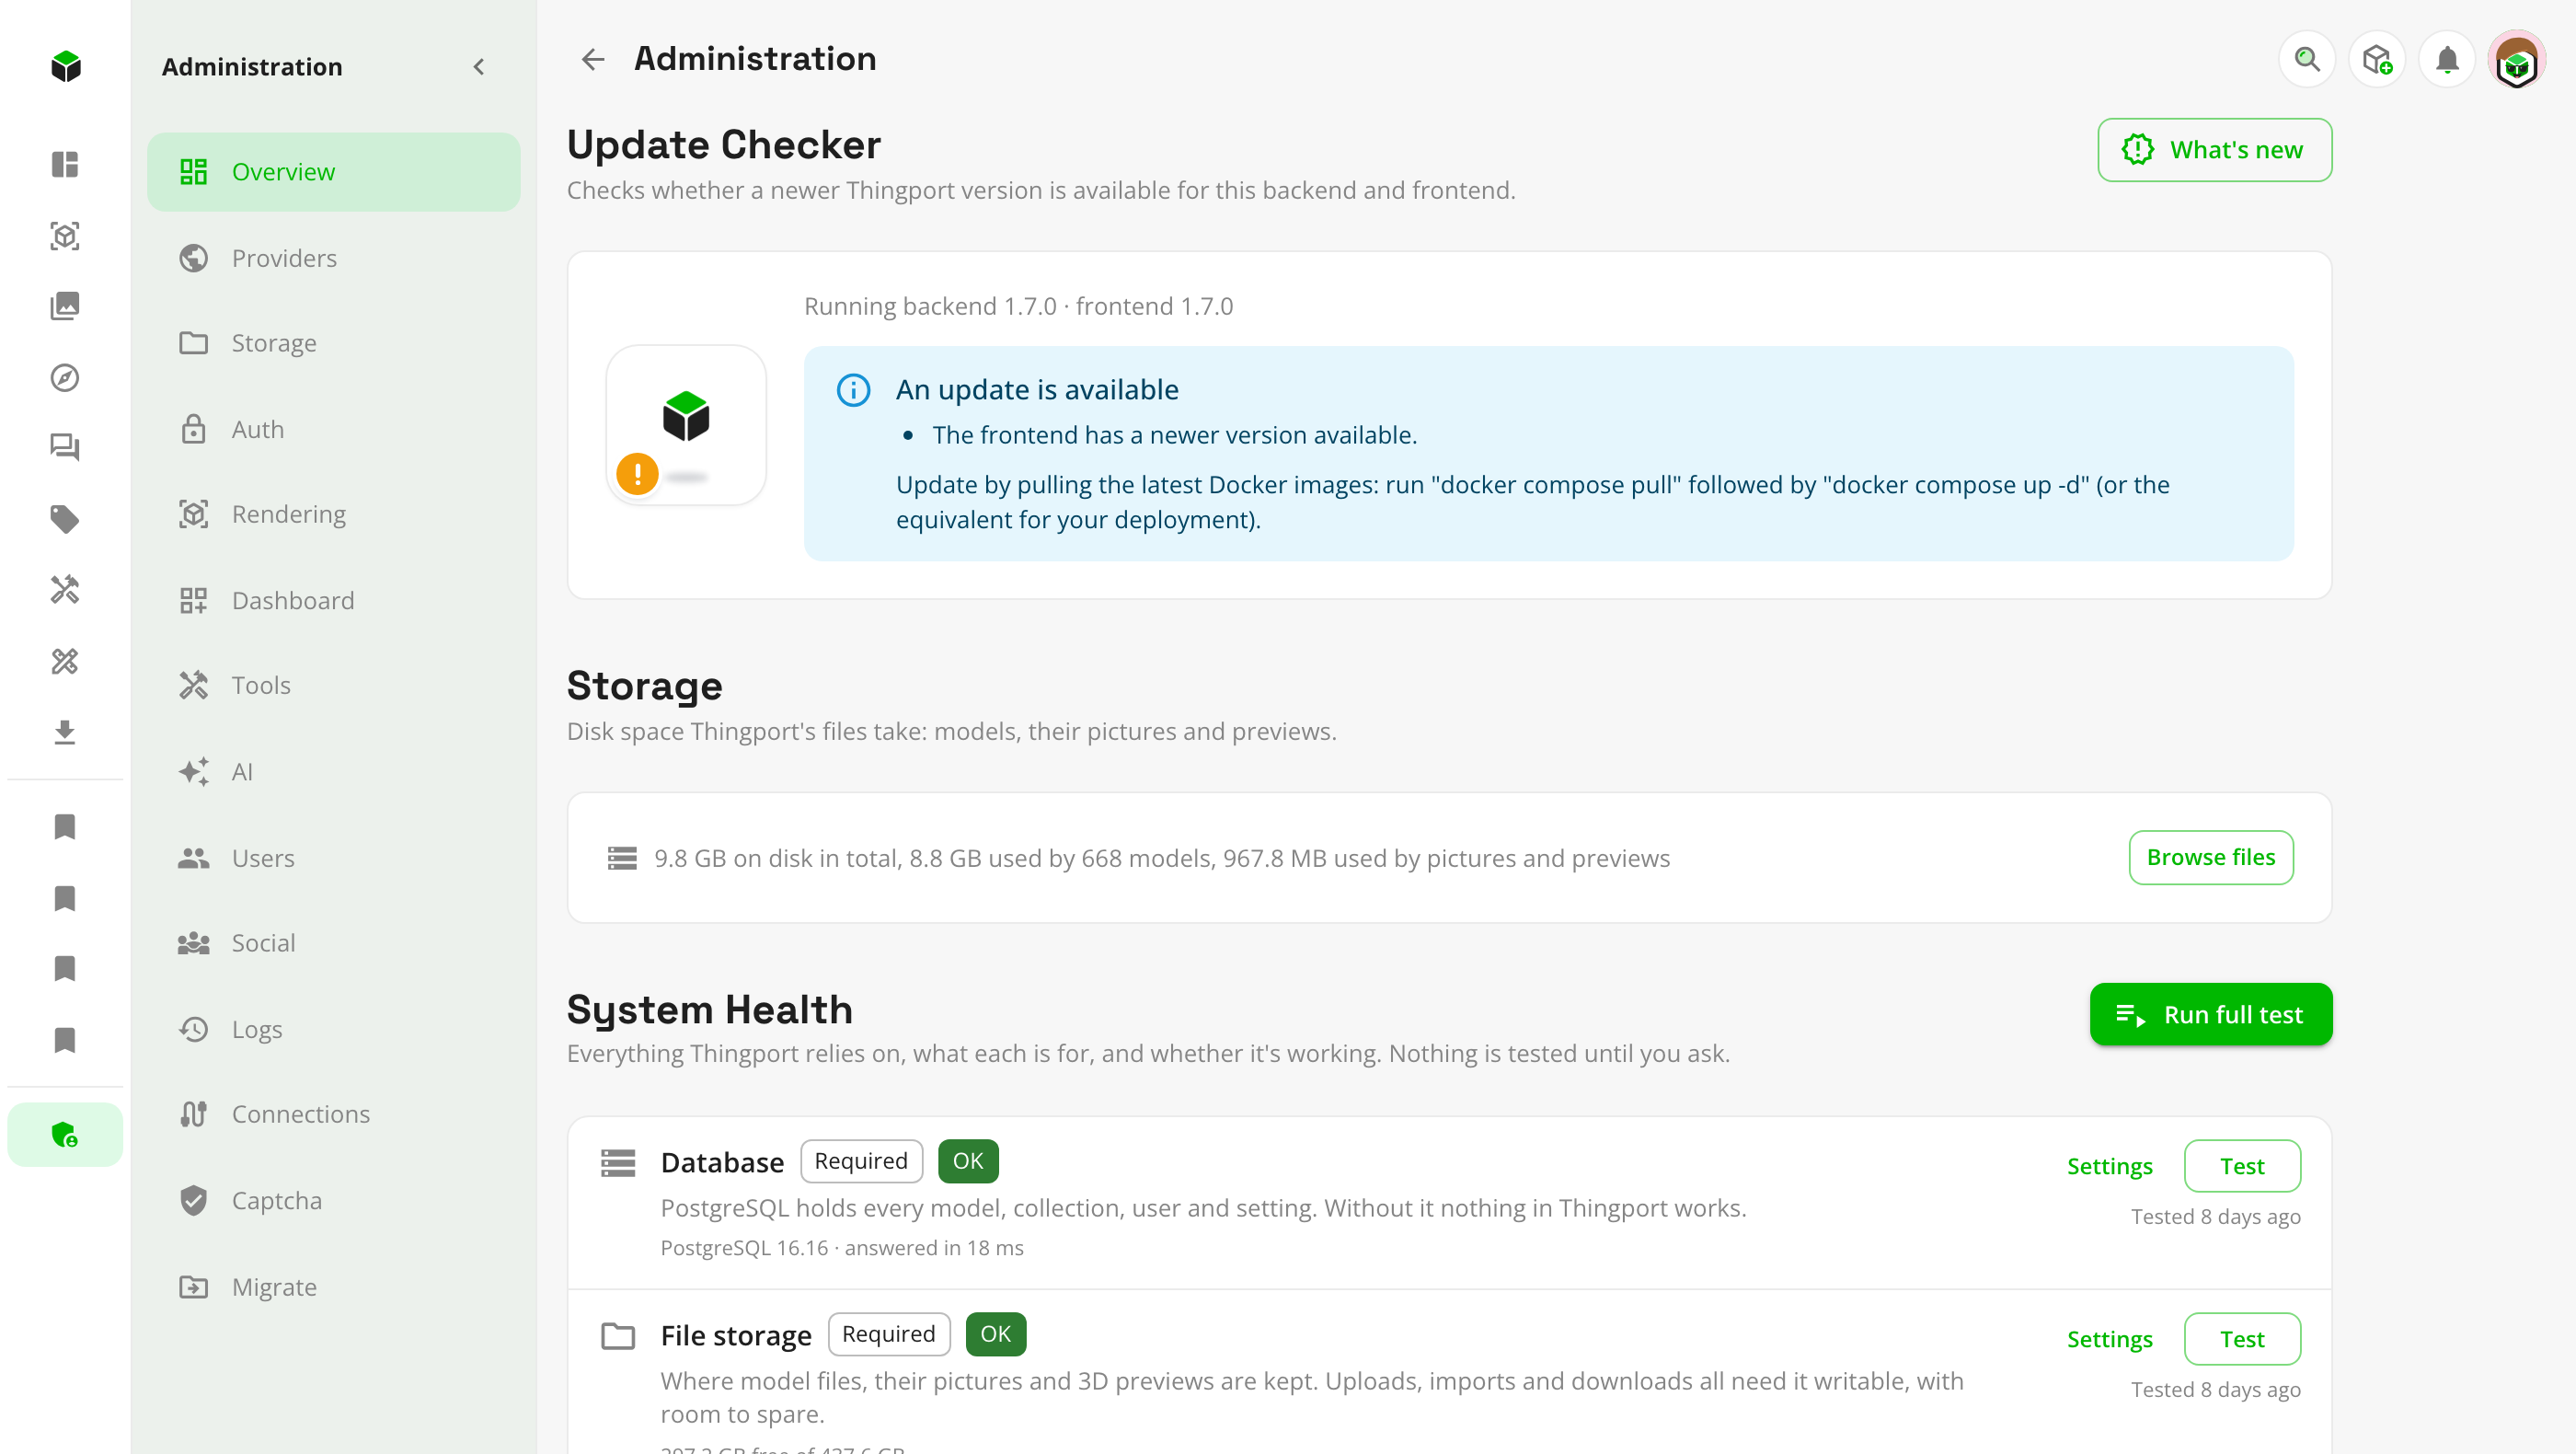 Administration
Overview
Providers
Storage
Auth
Rendering
Dashboard
Tools
AI
Users
Social
Logs
Connections
Captcha
Migrate
Administration
Update Checker
Checks whether a newer Thingport version is available for this backend and frontend.
What's new
Running backend 1.7.0 · frontend 1.7.0
An update is available
• The frontend has a newer version available.
Update by pulling the latest Docker images: run "docker compose pull" followed by "docker compose up -d" (or the
equivalent for your deployment).
Storage
Disk space Thingport's files take: models, their pictures and previews.
9.8 GB on disk in total, 8.8 GB used by 668 models, 967.8 MB used by pictures and previews
Browse files
System Health
Everything Thingport relies on, what each is for, and whether it's working. Nothing is tested until you ask.
Run full test
Database Required OK
Settings Test
PostgreSQL holds every model, collection, user and setting. Without it nothing in Thingport works.
Tested 8 days ago
PostgreSQL 16.16 · answered in 18 ms
File storage Required OK
Settings Test
Where model files, their pictures and 3D previews are kept. Uploads, imports and downloads all need it writable, with
room to spare.
Tested 8 days ago